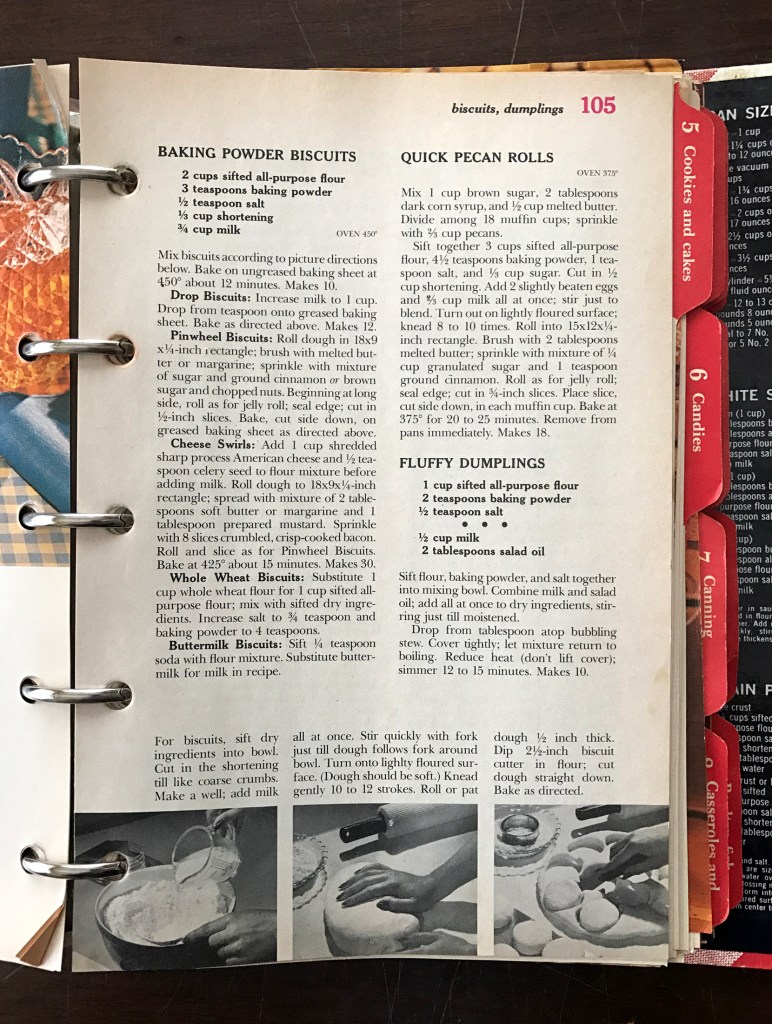 biscuits, dumplings 105
BAKING POWDER BISCUITS
2 cups sifted all-purpose flour
3 teaspoons baking powder
½ teaspoon salt
⅓ cup shortening
¾ cup milk
OVEN 450°
Mix biscuits according to picture directions
below. Bake on ungreased baking sheet at
450° about 12 minutes. Makes 10.
Drop Biscuits: Increase milk to 1 cup.
Drop from teaspoon onto greased baking
sheet. Bake as directed above. Makes 12.
Pinwheel Biscuits: Roll dough in 18x9
x¼-inch rectangle; brush with melted but-
ter or margarine; sprinkle with mixture
of sugar and ground cinnamon or brown
sugar and chopped nuts. Beginning at long
side, roll as for jelly roll; seal edge; cut in
½-inch slices. Bake, cut side down, on
greased baking sheet as directed above.
Cheese Swirls: Add 1 cup shredded
sharp process American cheese and ½ tea-
spoon celery seed to flour mixture before
adding milk. Roll dough to 18x9x¼-inch
rectangle; spread with mixture of 2 table-
spoons soft butter or margarine and 1
tablespoon prepared mustard. Sprinkle
with 8 slices crumbled, crisp-cooked bacon.
Roll and slice as for Pinwheel Biscuits.
Bake at 425° about 15 minutes. Makes 30.
Whole Wheat Biscuits: Substitute 1
cup whole wheat flour for 1 cup sifted all-
purpose flour; mix with sifted dry ingre-
dients. Increase salt to ¾ teaspoon and
baking powder to 4 teaspoons.
Buttermilk Biscuits: Sift ¼ teaspoon
soda with flour mixture. Substitute butter-
milk for milk in recipe.
QUICK PECAN ROLLS
OVEN 375°
Mix 1 cup brown sugar, 2 tablespoons
dark corn syrup, and ½ cup melted butter.
Divide among 18 muffin cups; sprinkle
with ⅔ cup pecans.
Sift together 3 cups sifted all-purpose
flour, 4½ teaspoons baking powder, 1 tea-
spoon salt, and ⅓ cup sugar. Cut in ½
cup shortening. Add 2 slightly beaten eggs
and ⅔ cup milk all at once; stir just to
blend. Turn out on lightly floured surface;
knead 8 to 10 times. Roll into 15x12x¼-
inch rectangle. Brush with 2 tablespoons
melted butter; sprinkle with mixture of ¼
cup granulated sugar and 1 teaspoon
ground cinnamon. Roll as for jelly roll;
seal edge; cut in ¾-inch slices. Place slice,
cut side down, in each muffin cup. Bake at
375° for 20 to 25 minutes. Remove from
pans immediately. Makes 18.
FLUFFY DUMPLINGS
1 cup sifted all-purpose flour
2 teaspoons baking powder
½ teaspoon salt
• • •
½ cup milk
2 tablespoons salad oil
Sift flour, baking powder, and salt together
into mixing bowl. Combine milk and salad
oil; add all at once to dry ingredients, stir-
ring just till moistened.
Drop from tablespoon atop bubbling
stew. Cover tightly; let mixture return to
boiling. Reduce heat (don't lift cover);
simmer 12 to 15 minutes. Makes 10.
For biscuits, sift dry
ingredients into bowl.
Cut in the shortening
till like coarse crumbs.
Make a well; add milk
all at once. Stir quickly with fork
just till dough follows fork around
bowl. Turn onto lighlty floured sur-
face. (Dough should be soft.) Knead
gently 10 to 12 strokes. Roll or pat
dough ½ inch thick.
Dip 2½-inch biscuit
cutter in flour; cut
dough straight down.
Bake as directed.
5 Cookies and cakes
6 Candies
7 Canning
Casseroles and